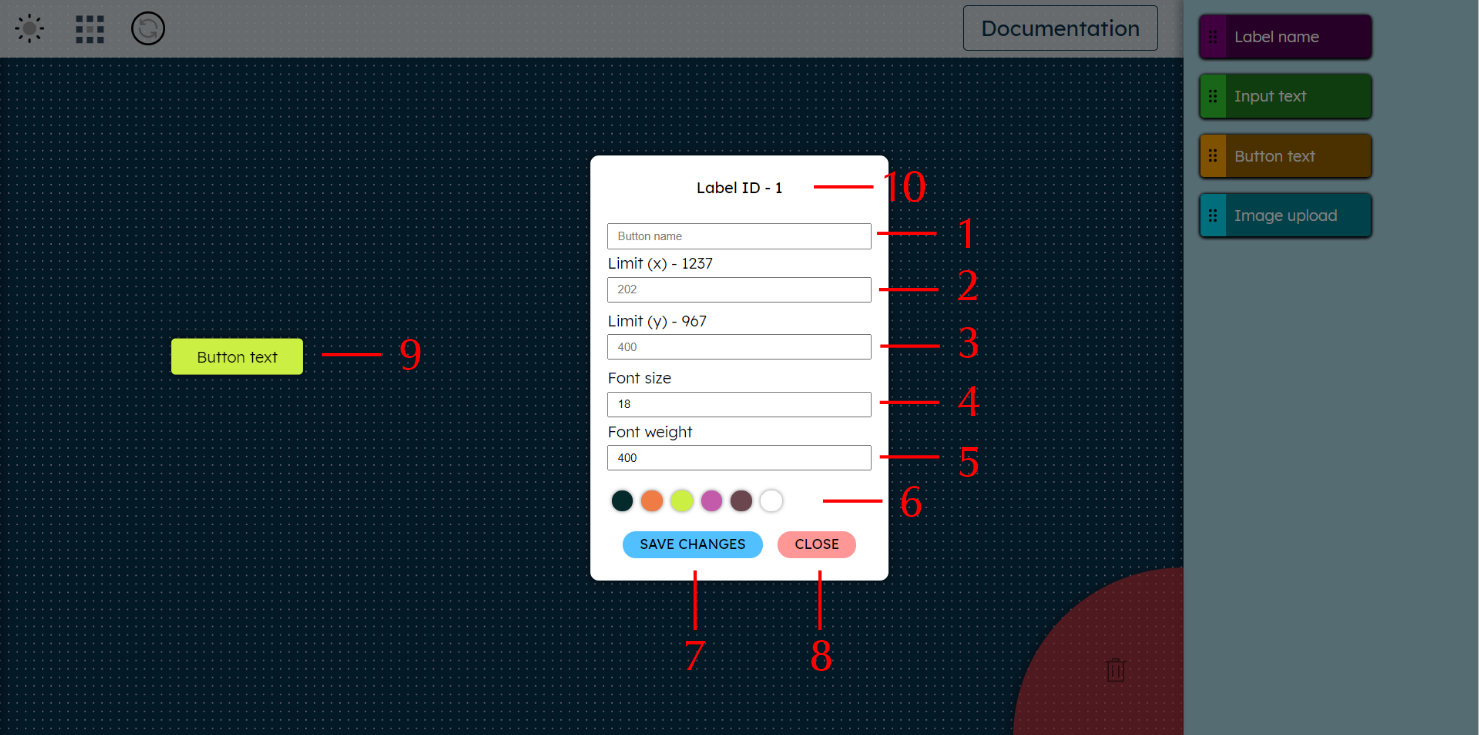 Documentation
Label name
Input text
Button text
Image upload
Label ID - 1
10
Button name
1
Limit (x) - 1237
202
2
Limit (y) - 967
400
3
Button text
9
Font size
18
4
Font weight
400
5
6
SAVE CHANGES
CLOSE
7
8